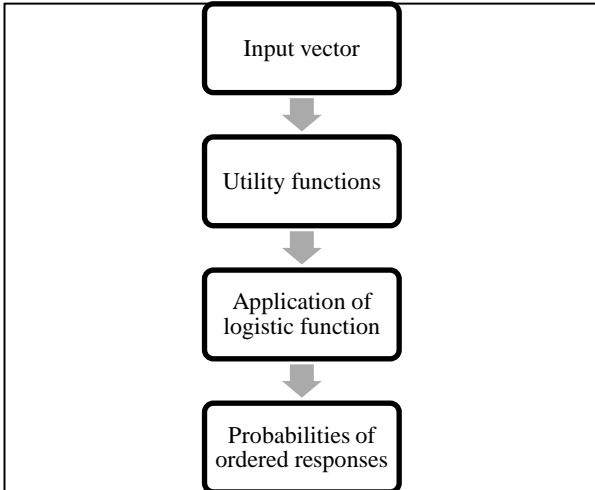 Input vector
Utility functions
Application of
logistic function
Probabilities of
ordered responses